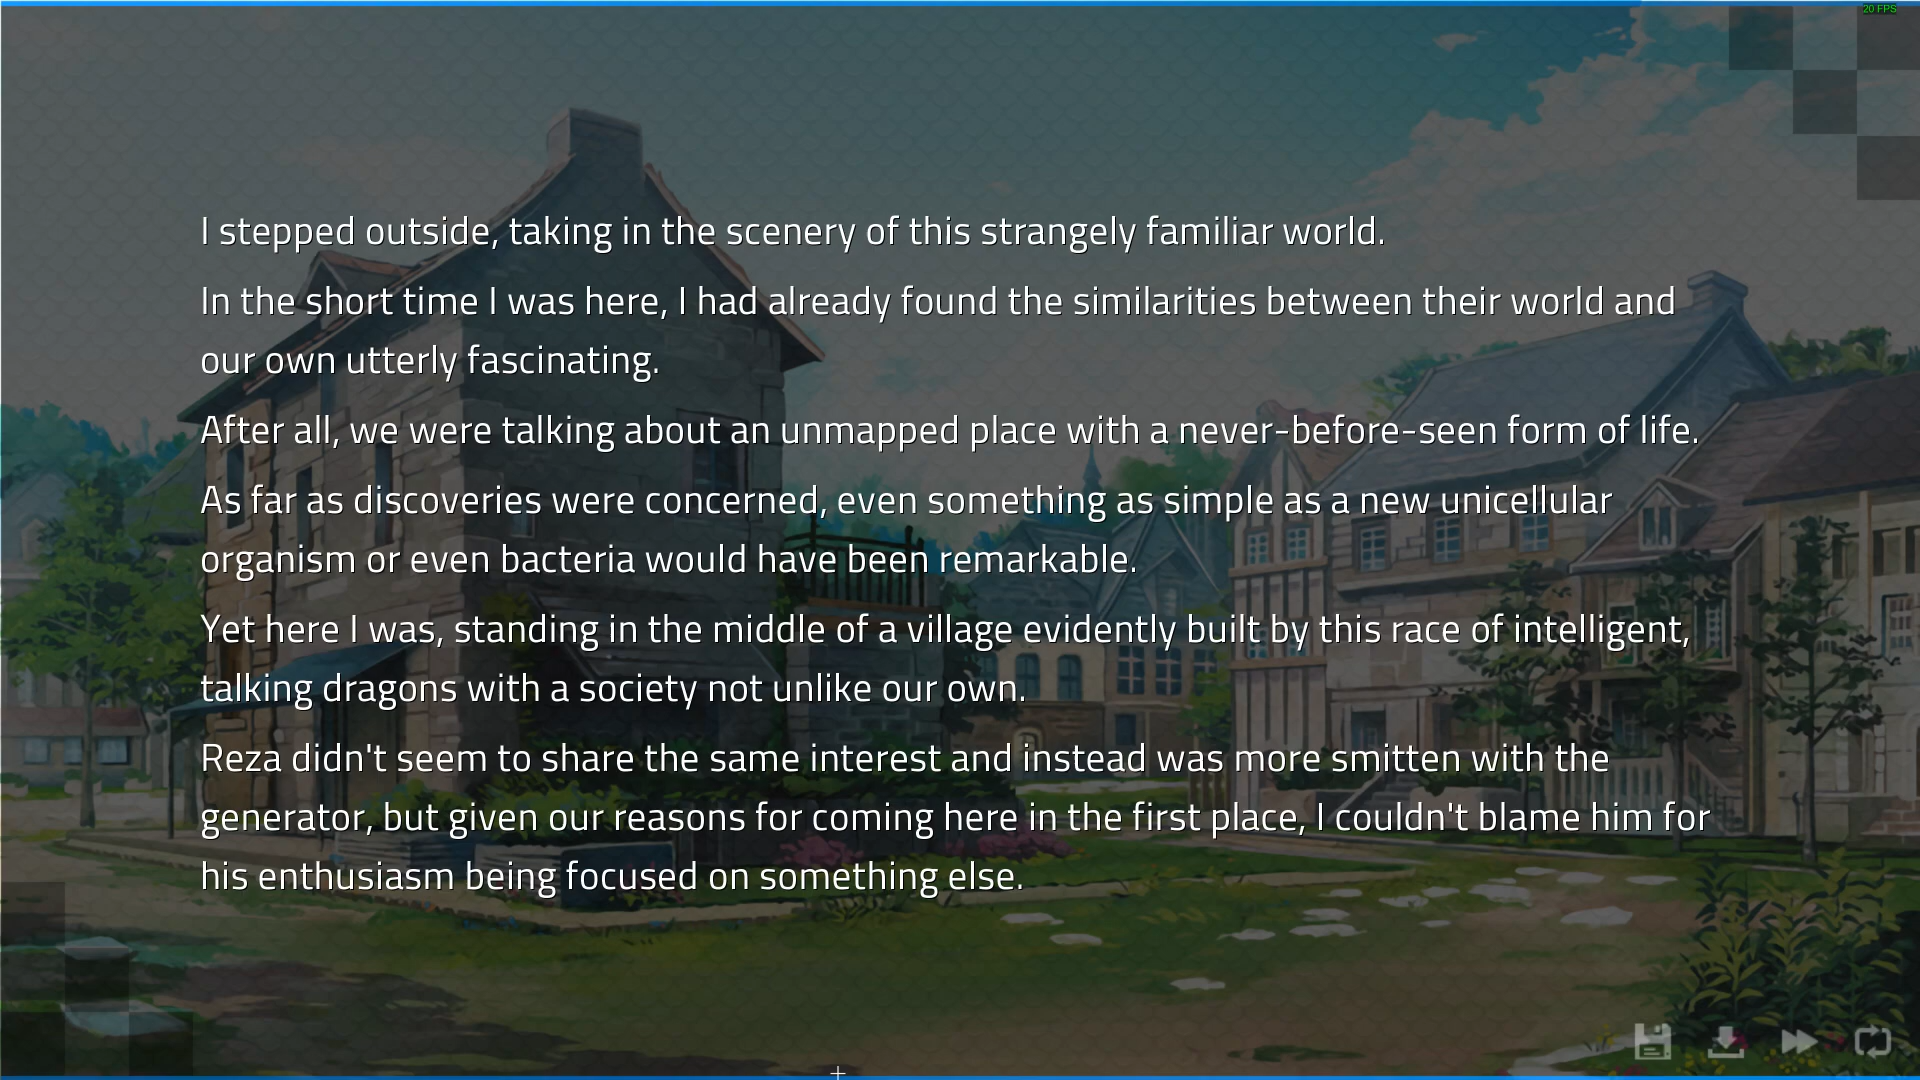 20 FPS
I stepped outside, taking in the scenery of this strangely familiar world.
In the short time I was here, I had already found the similarities between their world and
our own utterly fascinating.
After all, we were talking about an unmapped place with a never-before-seen form of life.
As far as discoveries were concerned, even something as simple as a new unicellular
organism or even bacteria would have been remarkable.
Yet here I was, standing in the middle of a village evidently built by this race of intelligent,
talking dragons with a society not unlike our own.
Reza didn't seem to share the same interest and instead was more smitten with the
generator, but given our reasons for coming here in the first place, I couldn't blame him for
his enthusiasm being focused on something else.